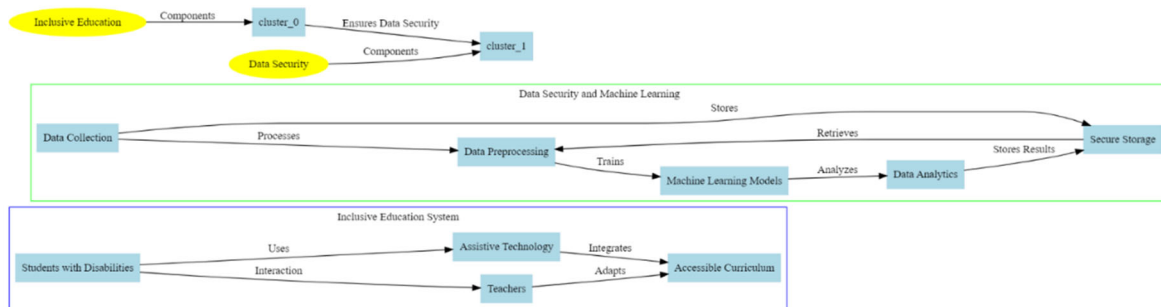 Inclusive Education
Components
cluster_0
Ensures Data Security
cluster_1
Data Security
Components
Data Security and Machine Learning
Data Collection
Stores
Processes
Retrieves
Secure Storage
Data Preprocessing
Trains
Machine Learning Models
Analyzes
Data Analytics
Stores Results
Inclusive Education System
Students with Disabilities
Uses
Interaction
Assistive Technology
Teachers
Integrates
Adapts
Accessible Curriculum